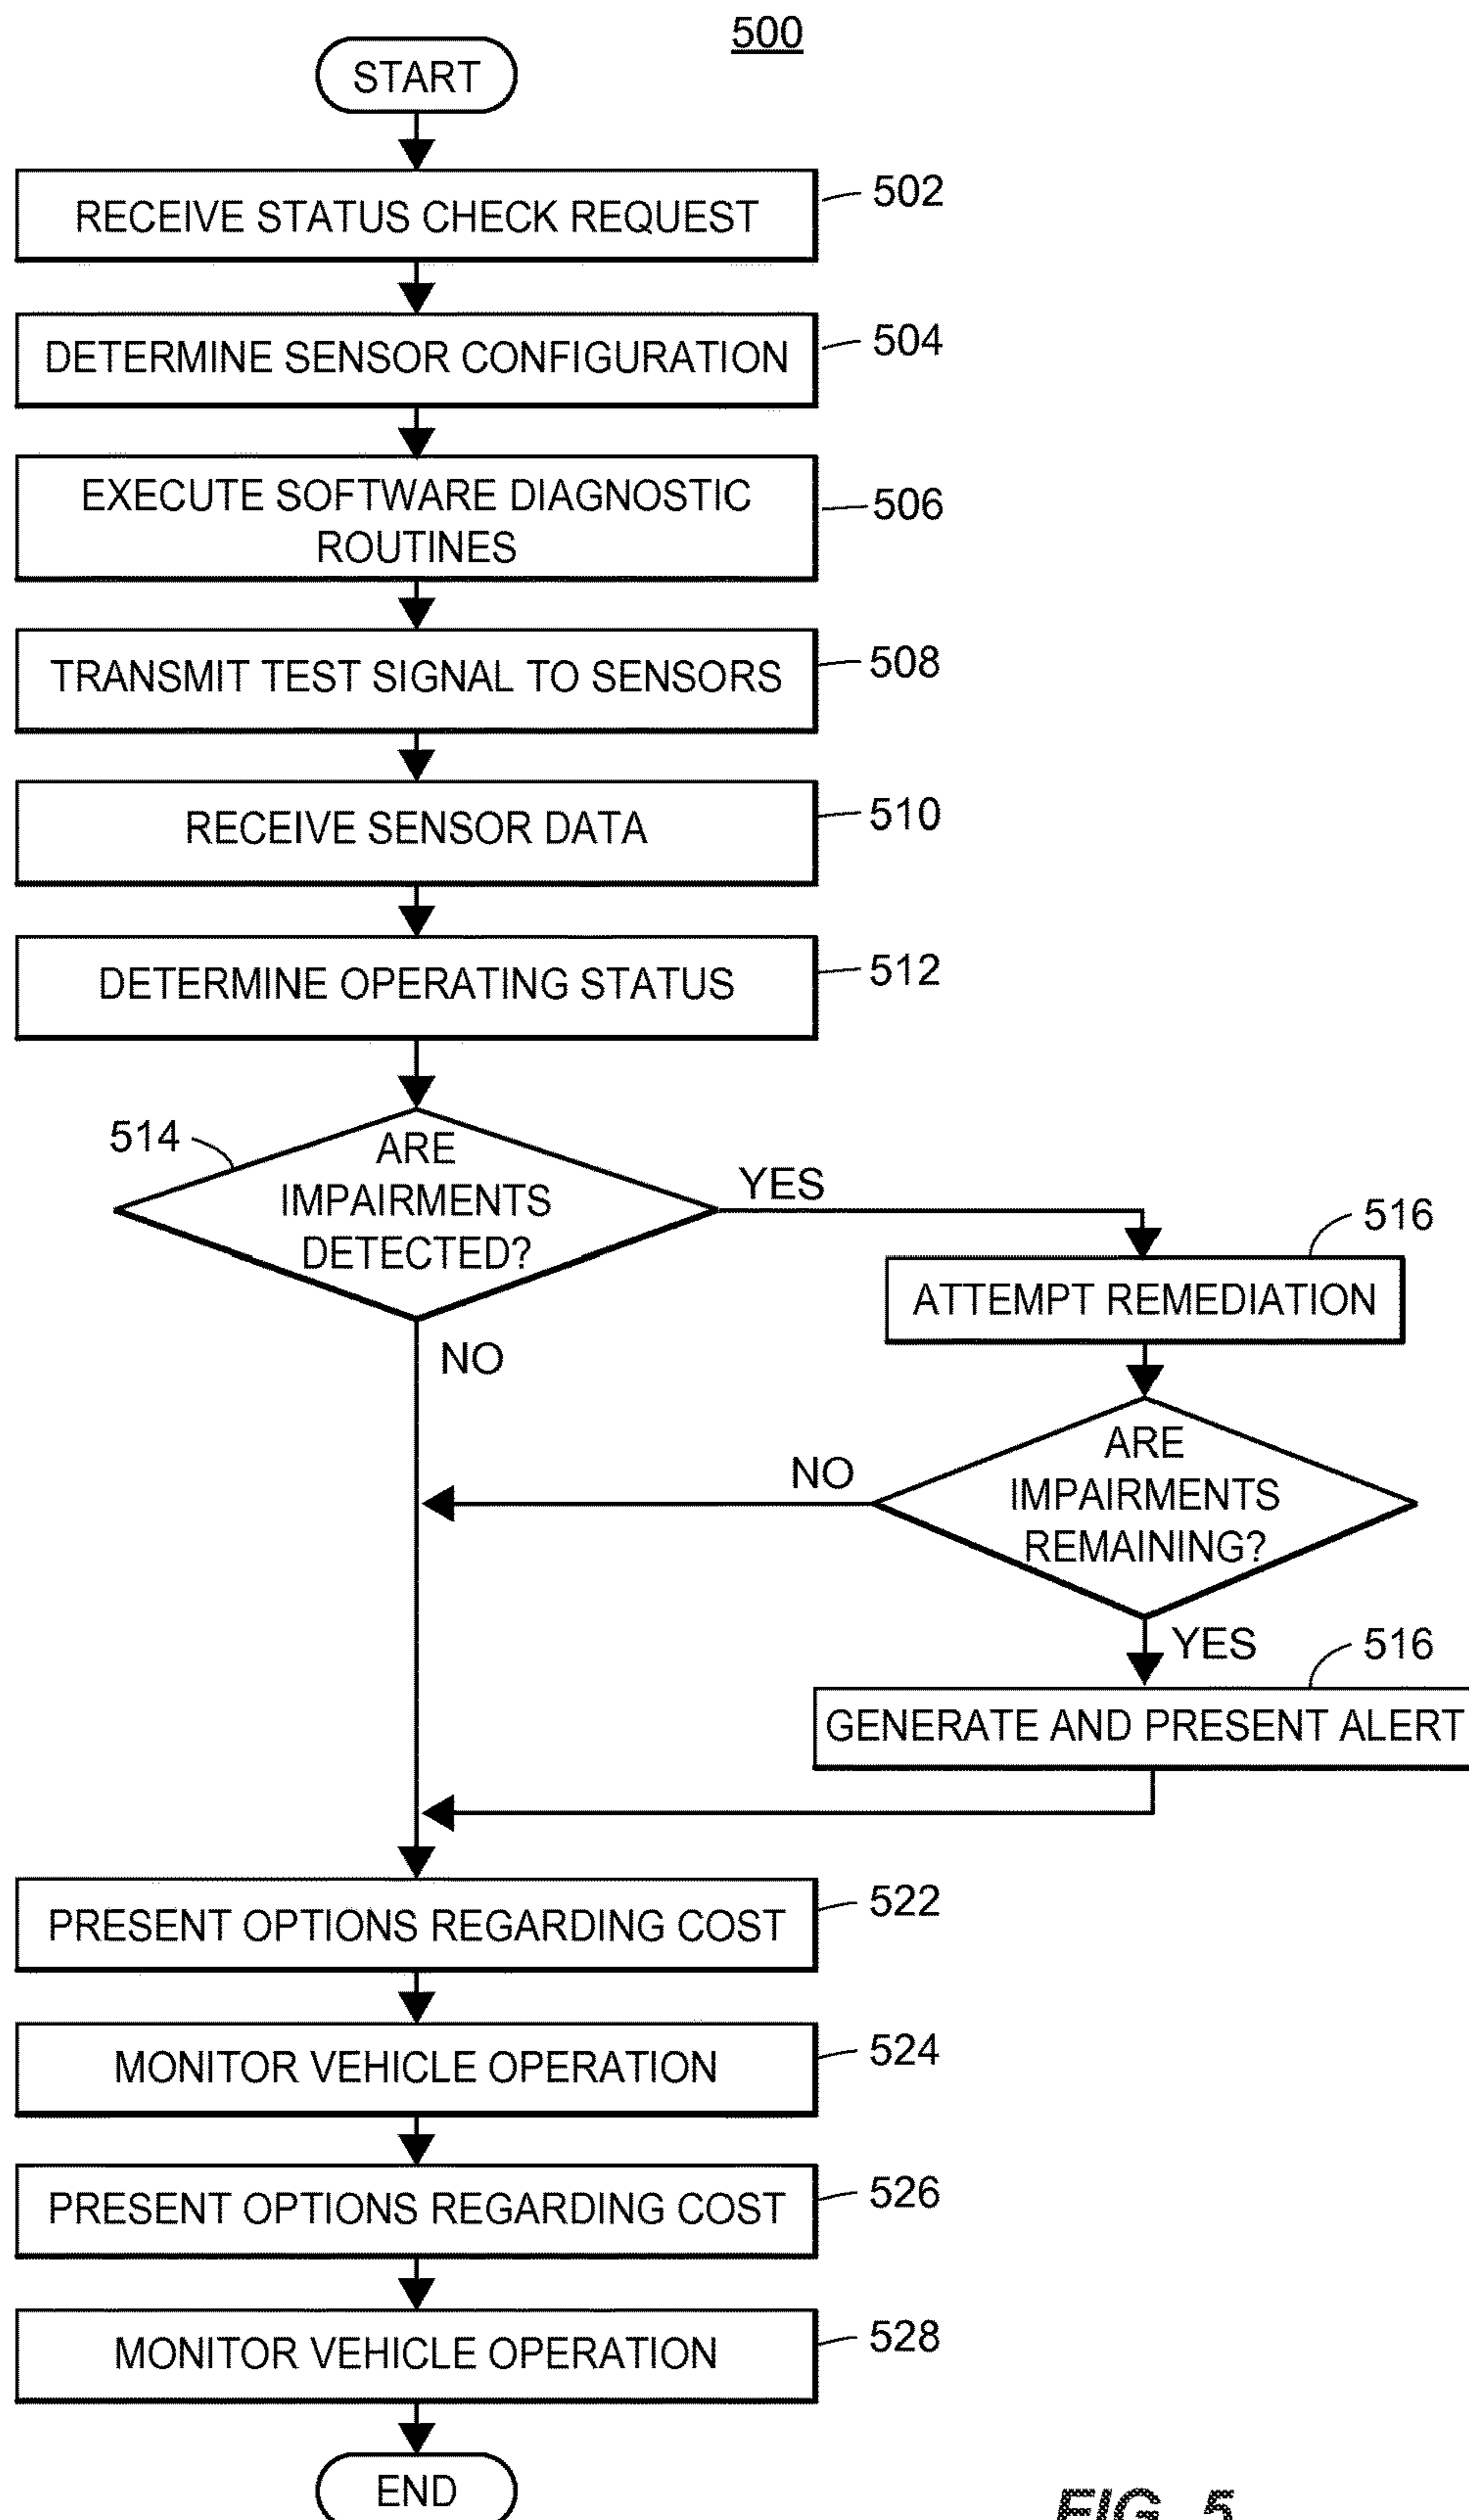 500
START
RECEIVE STATUS CHECK REQUEST
502
DETERMINE SENSOR CONFIGURATION
504
EXECUTE SOFTWARE DIAGNOSTIC
ROUTINES
506
TRANSMIT TEST SIGNAL TO SENSORS
508
RECEIVE SENSOR DATA
510
DETERMINE OPERATING STATUS
512
514
ARE
IMPAIRMENTS
DETECTED?
YES
NO
516
ATTEMPT REMEDIATION
ARE
IMPAIRMENTS
REMAINING?
NO
YES
516
GENERATE AND PRESENT ALERT
PRESENT OPTIONS REGARDING COST
522
MONITOR VEHICLE OPERATION
524
PRESENT OPTIONS REGARDING COST
526
MONITOR VEHICLE OPERATION
528
END
FIG. 5